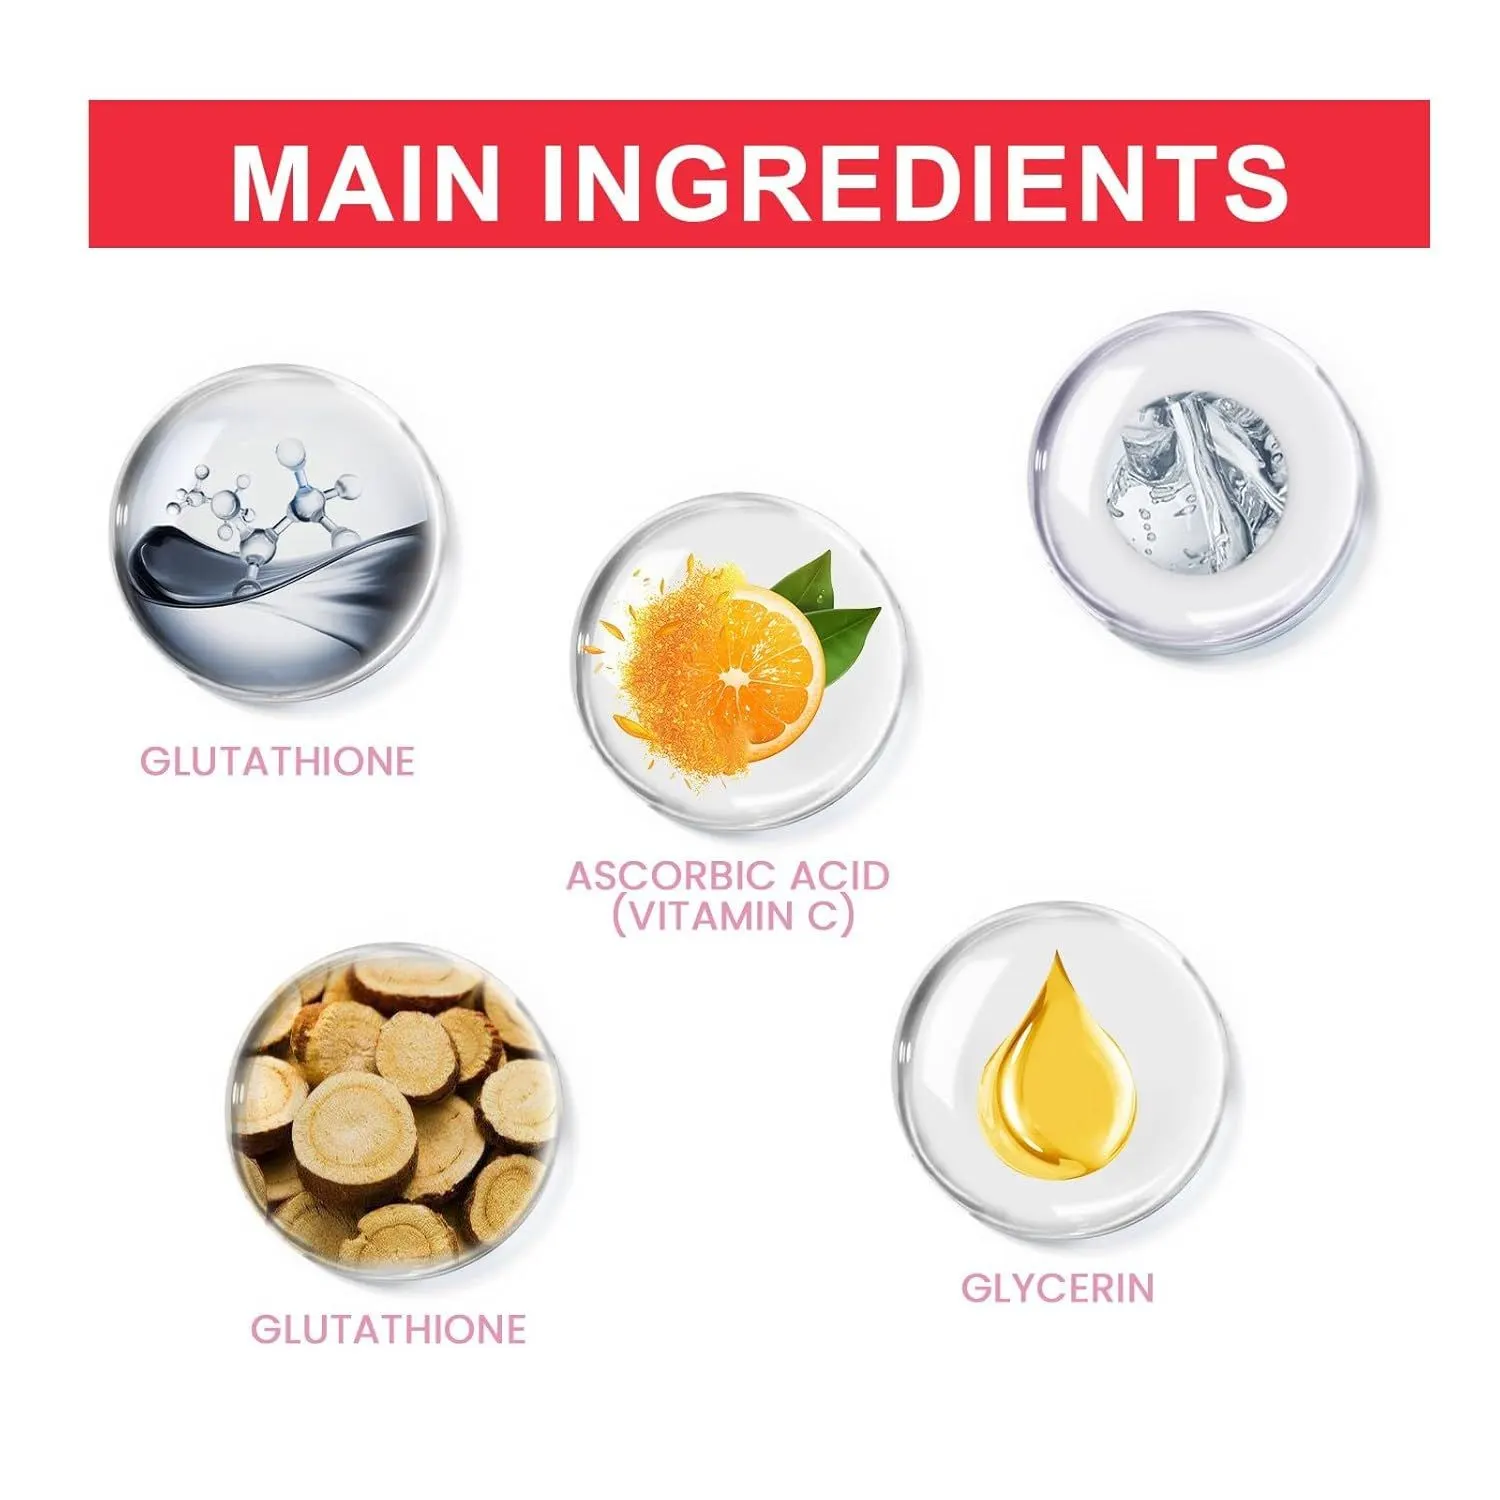 MAIN INGREDIENTS
GLUTATHIONE
ASCORBIC ACID
(VITAMIN C)
GLUTATHIONE
GLYCERIN